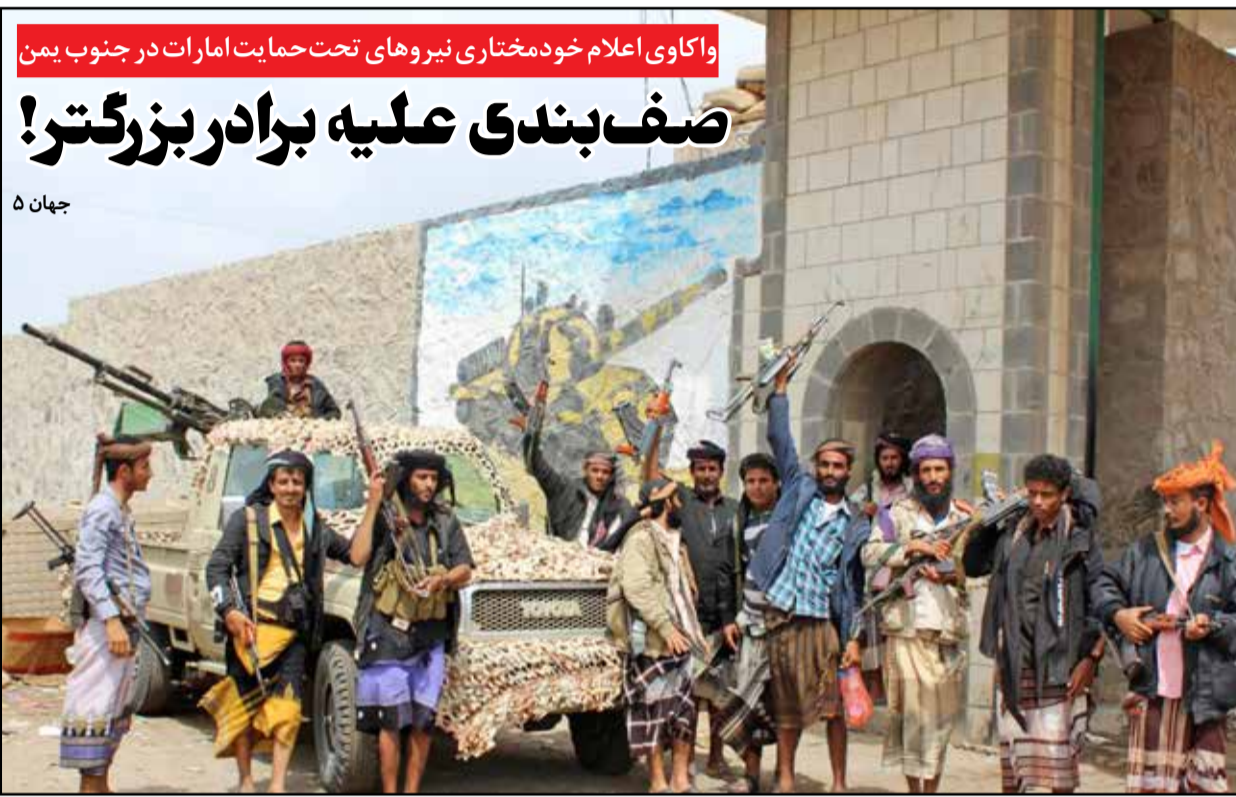 واکاوی اعلام خودمختاری نیروهای تحت‌حمایت امارات در جنوب یمن
صف‌بندی علیه برادر بزرگتر!
جهان ۵
TOYOTA